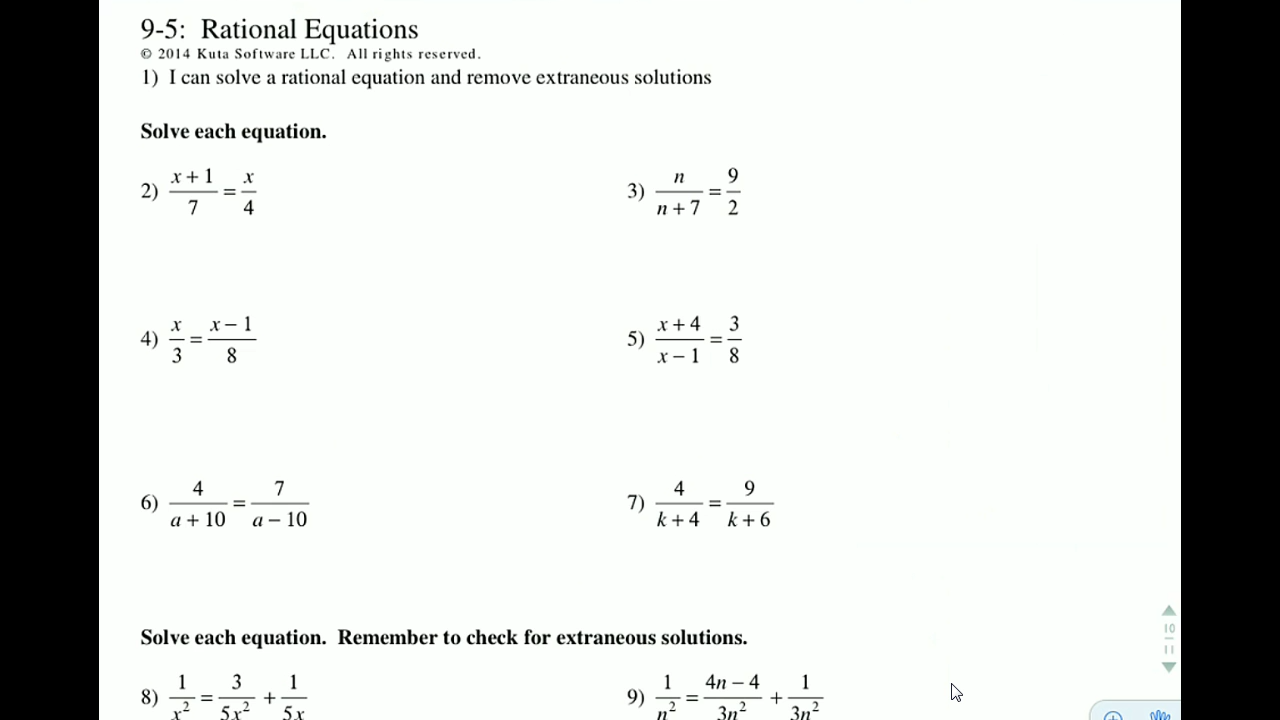 9-5: Rational Equations
© 2014 Kuta Software LLC. All rights reserved.
1) I can solve a rational equation and remove extraneous solutions
Solve each equation.
2) (x + 1)/7 = x/4
3) n/(n + 7) = 9/2
4) x/3 = (x − 1)/8
5) (x + 4)/(x − 1) = 3/8
6) 4/(a + 10) = 7/(a − 10)
7) 4/(k + 4) = 9/(k + 6)
Solve each equation. Remember to check for extraneous solutions.
8) 1/x² = 3/5x² + 1/5x
9) 1/n² = (4n − 4)/3n² + 1/3n²
10
11